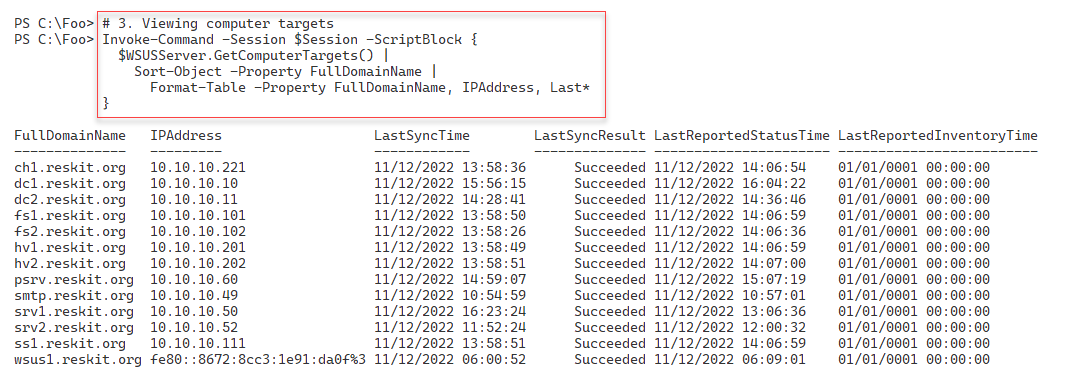 PS C:\Foo> # 3. Viewing computer targets
PS C:\Foo> Invoke-Command -Session $Session -ScriptBlock {
  $WSUSServer.GetComputerTargets() |
    Sort-Object -Property FullDomainName |
      Format-Table -Property FullDomainName, IPAddress, Last*
}
FullDomainName IPAddress LastSyncTime LastSyncResult LastReportedStatusTime LastReportedInventoryTime
-------------- --------- ------------ -------------- ---------------------- -------------------------
ch1.reskit.org 10.10.10.221 11/12/2022 13:58:36 Succeeded 11/12/2022 14:06:54 01/01/0001 00:00:00
dc1.reskit.org 10.10.10.10 11/12/2022 15:56:15 Succeeded 11/12/2022 16:04:22 01/01/0001 00:00:00
dc2.reskit.org 10.10.10.11 11/12/2022 14:28:41 Succeeded 11/12/2022 14:36:46 01/01/0001 00:00:00
fs1.reskit.org 10.10.10.101 11/12/2022 13:58:50 Succeeded 11/12/2022 14:06:59 01/01/0001 00:00:00
fs2.reskit.org 10.10.10.102 11/12/2022 13:58:26 Succeeded 11/12/2022 14:06:36 01/01/0001 00:00:00
hv1.reskit.org 10.10.10.201 11/12/2022 13:58:49 Succeeded 11/12/2022 14:06:59 01/01/0001 00:00:00
hv2.reskit.org 10.10.10.202 11/12/2022 13:58:51 Succeeded 11/12/2022 14:07:00 01/01/0001 00:00:00
psrv.reskit.org 10.10.10.60 11/12/2022 14:59:07 Succeeded 11/12/2022 15:07:19 01/01/0001 00:00:00
smtp.reskit.org 10.10.10.49 11/12/2022 10:54:59 Succeeded 11/12/2022 10:57:01 01/01/0001 00:00:00
srv1.reskit.org 10.10.10.50 11/12/2022 16:23:24 Succeeded 11/12/2022 13:06:36 01/01/0001 00:00:00
srv2.reskit.org 10.10.10.52 11/12/2022 11:52:24 Succeeded 11/12/2022 12:00:32 01/01/0001 00:00:00
ss1.reskit.org 10.10.10.111 11/12/2022 13:58:51 Succeeded 11/12/2022 14:06:59 01/01/0001 00:00:00
wsus1.reskit.org fe80::8672:8cc3:1e91:da0f%3 11/12/2022 06:00:52 Succeeded 11/12/2022 06:09:01 01/01/0001 00:00:00